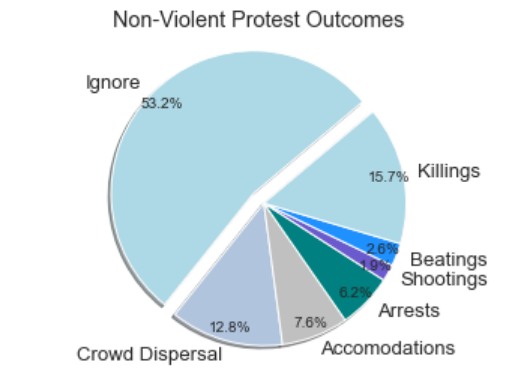 Non-Violent Protest Outcomes
Ignore
53.2%
15.7%
Killings
2.6%
Beatings
1.9%
Shootings
6.2%
Arrests
7.6%
Accomodations
12.8%
Crowd Dispersal